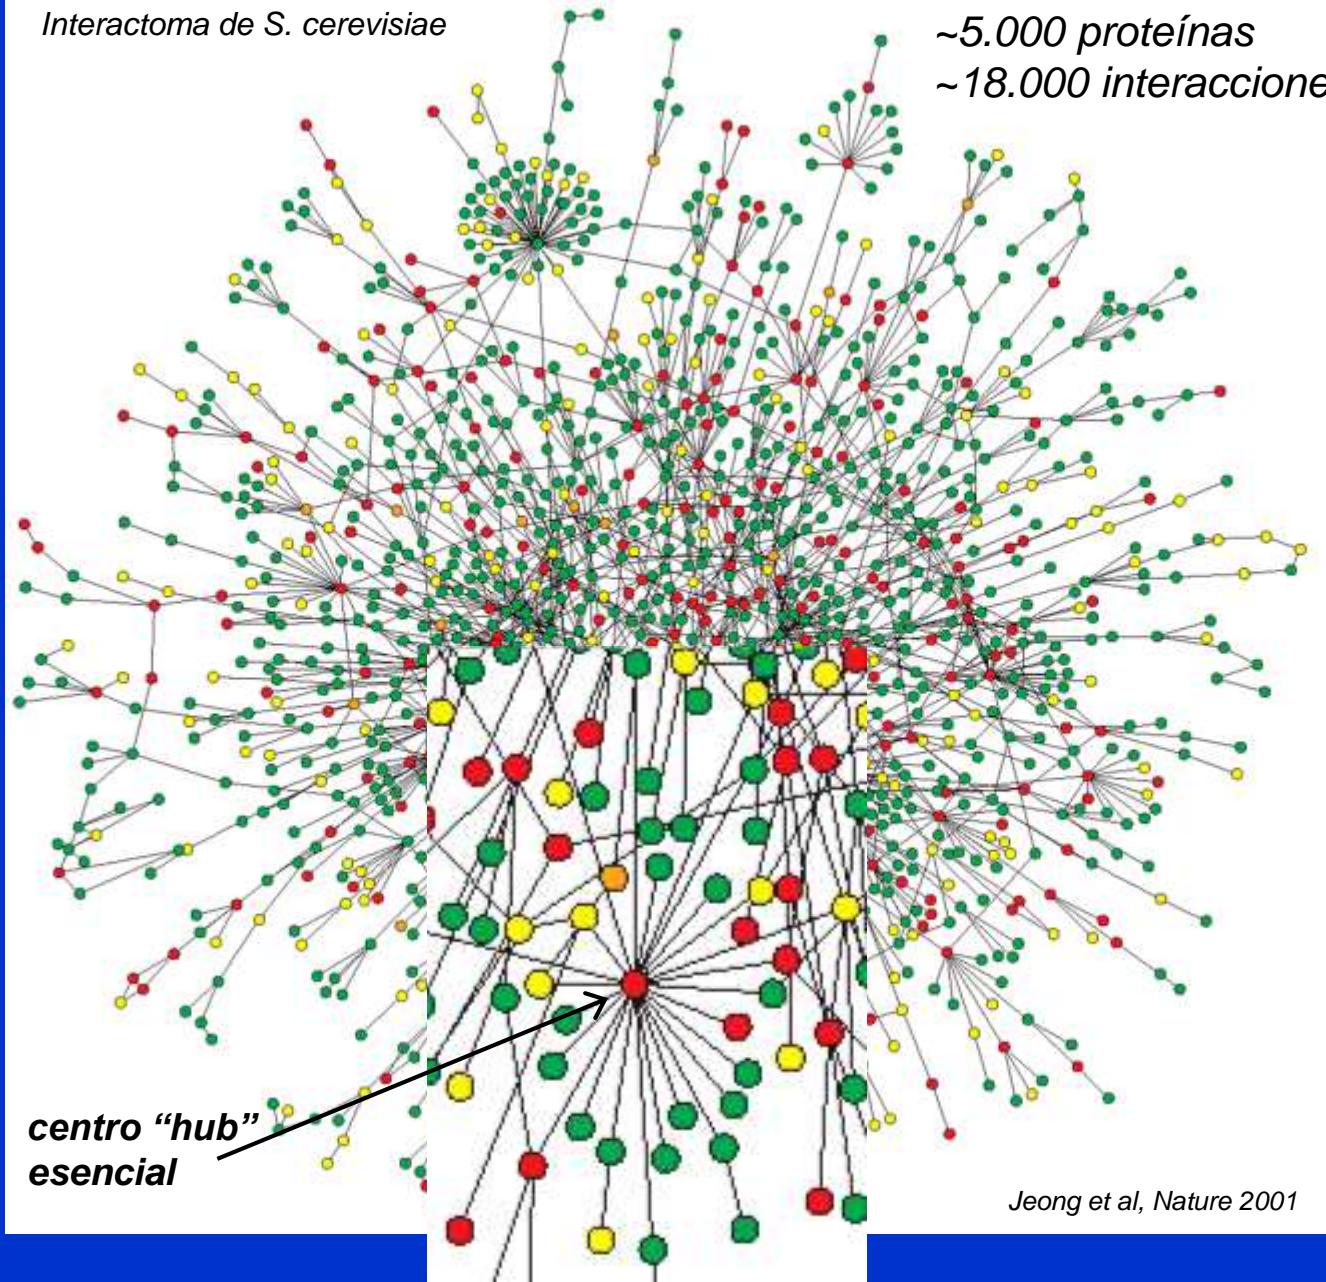 Interactoma de S. cerevisiae
~5.000 proteínas
~18.000 interaccione
centro “hub”
esencial
Jeong et al, Nature 2001